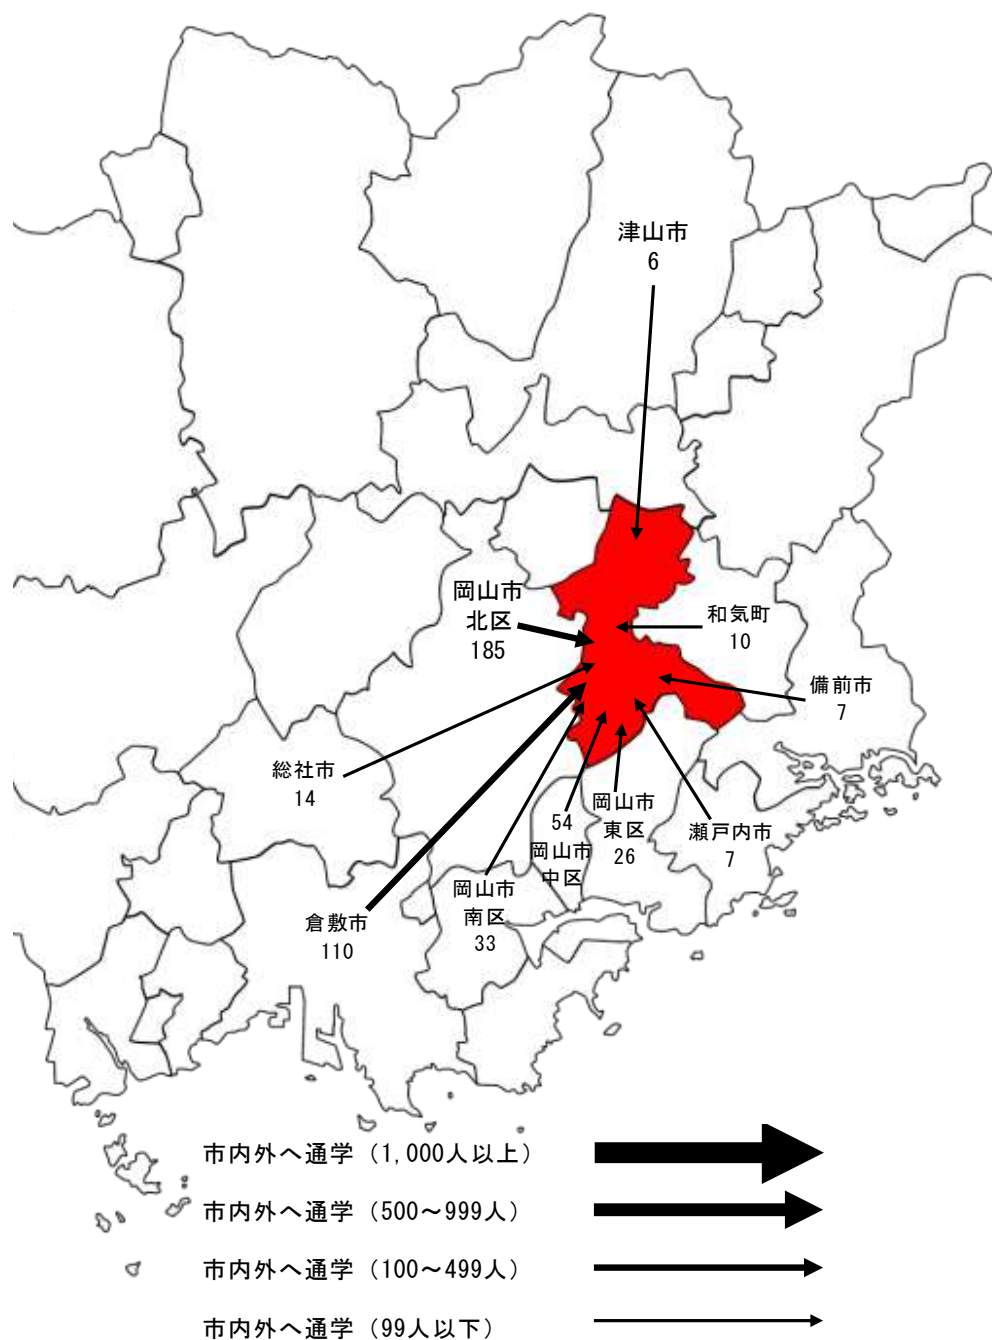 津山市
6
岡山市
北区
185
和気町
10
備前市
7
総社市
14
54
岡山市
中区
岡山市
東区
26
瀬戸内市
7
岡山市
南区
33
倉敷市
110
市内外へ通学（1,000人以上）
市内外へ通学（500～999人）
市内外へ通学（100～499人）
市内外へ通学（99人以下）